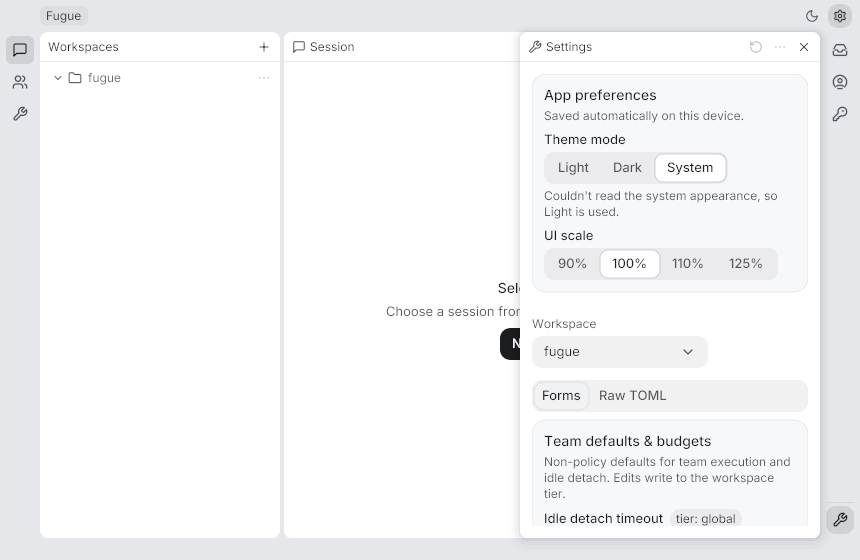 Fugue
Workspaces
fugue
Session
Choose a session from
Settings
App preferences
Saved automatically on this device.
Theme mode
Light Dark System
Couldn't read the system appearance, so
Light is used.
UI scale
90% 100% 110% 125%
Workspace
fugue
Forms Raw TOML
Team defaults & budgets
Non-policy defaults for team execution and
idle detach. Edits write to the workspace
tier.
Idle detach timeout tier: global